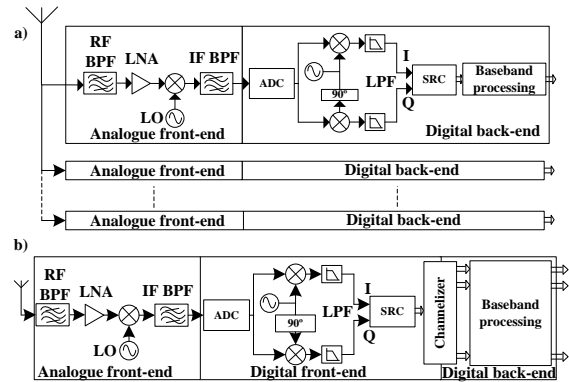 a)
RF
BPF
LNA
IF BPF
LO
Analogue front-end
ADC
90°
LPF
I
Q
SRC
Baseband
processing
Digital back-end
Analogue front-end
Digital back-end
Analogue front-end
Digital back-end
b)
RF
BPF
LNA
IF BPF
LO
Analogue front-end
ADC
90°
LPF
I
Q
SRC
Digital front-end
Channelizer
Baseband
processing
Digital back-end